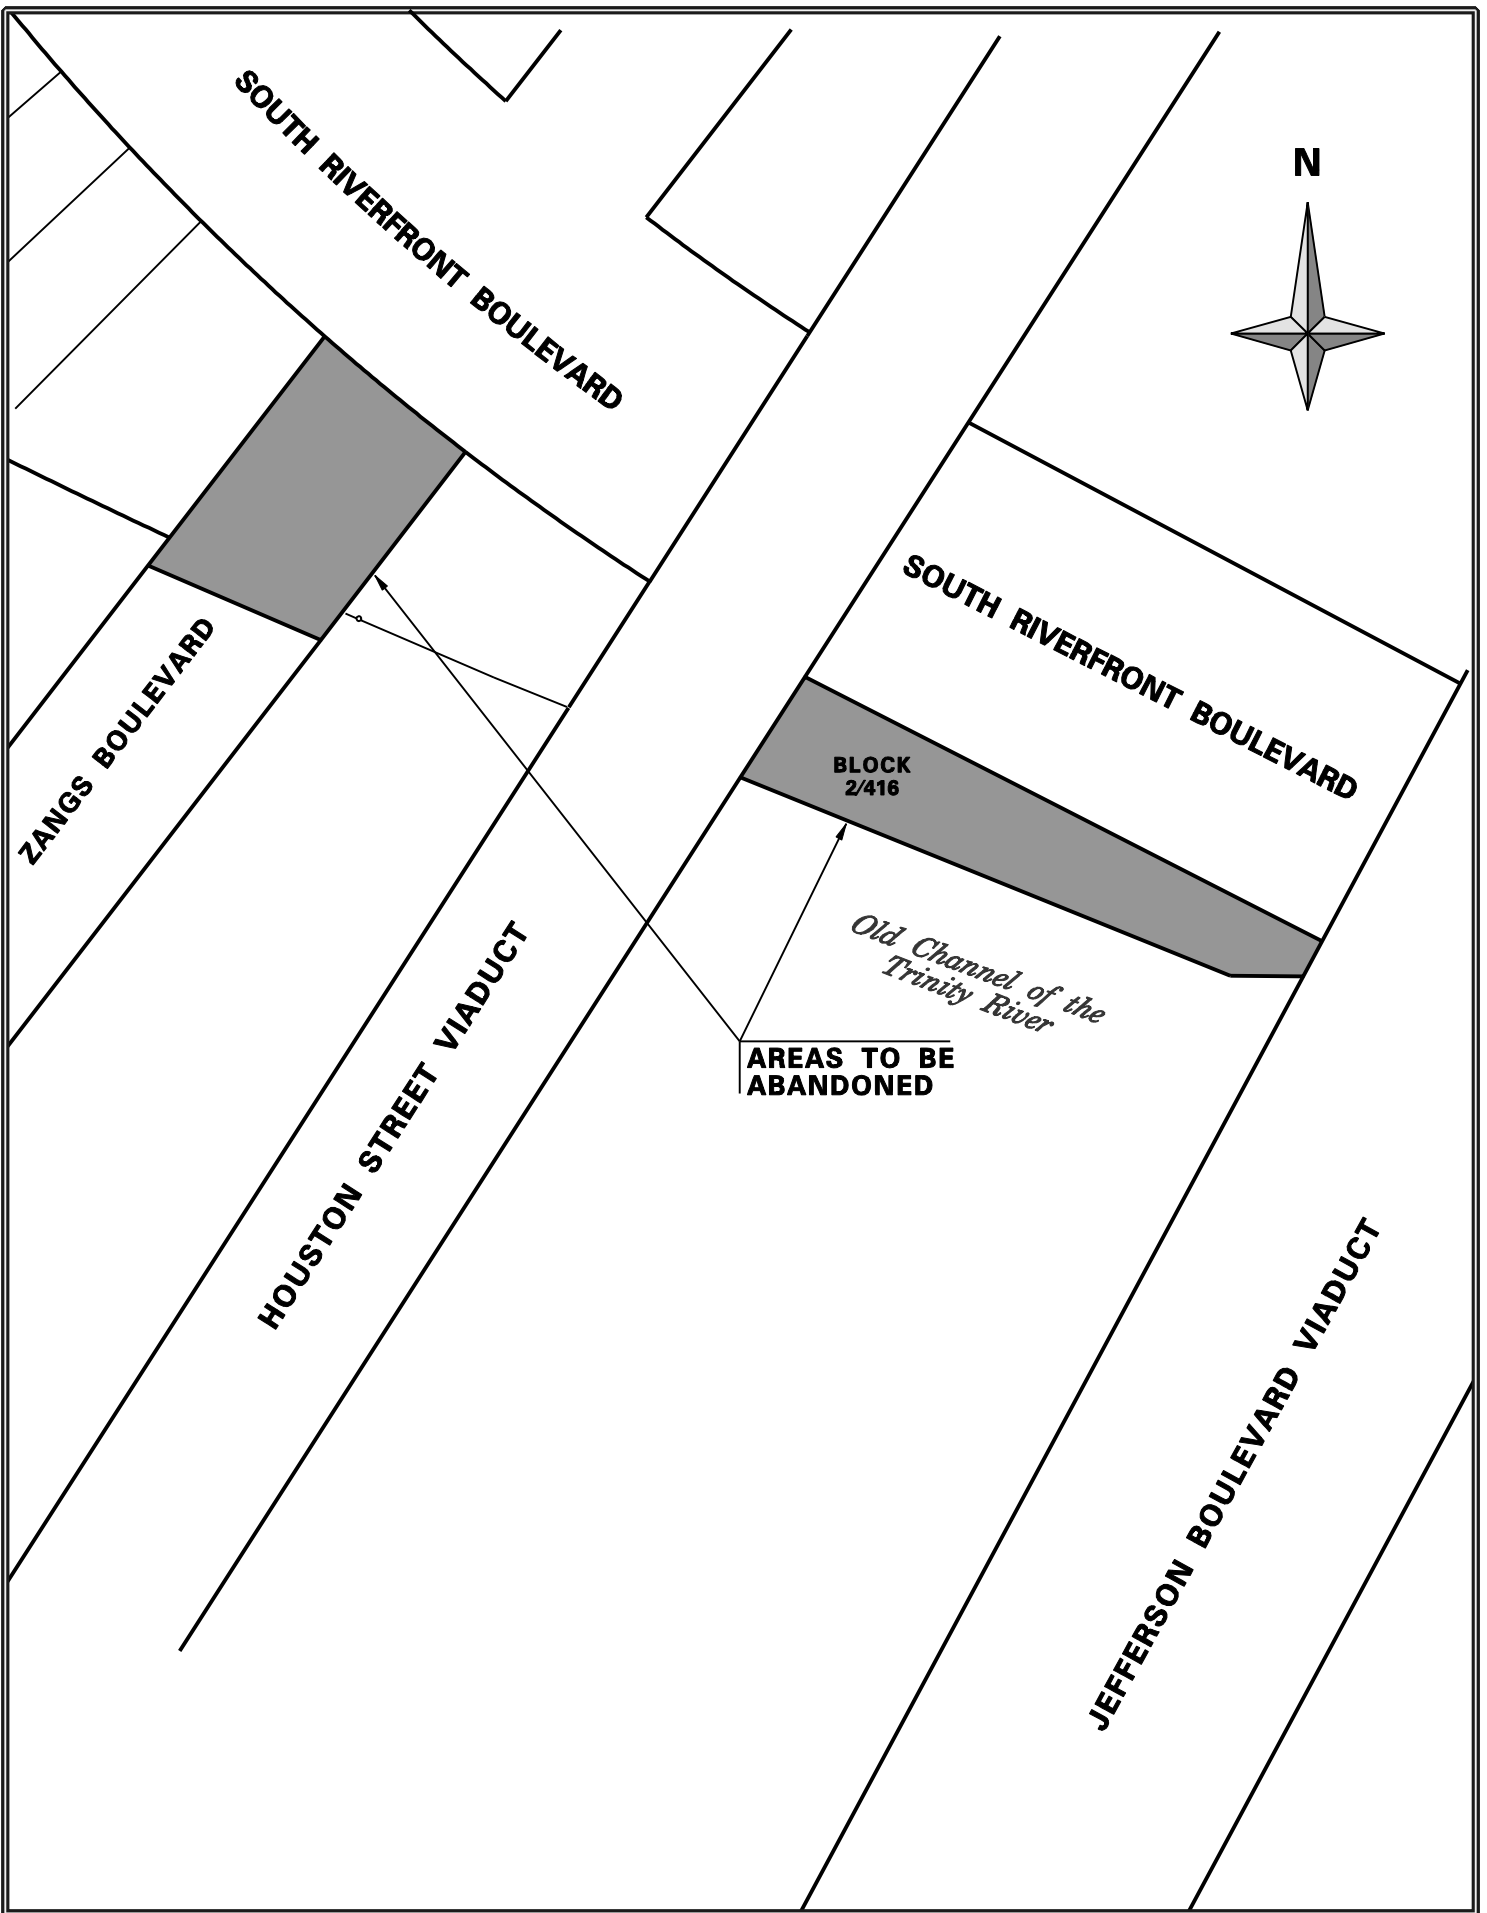 SOUTH RIVERFRONT BOULEVARD
N
SOUTH RIVERFRONT BOULEVARD
ZANGS BOULEVARD
BLOCK
2/416
Old Channel of the
Trinity River
HOUSTON STREET VIADUCT
AREAS TO BE
ABANDONED
JEFFERSON BOULEVARD VIADUCT